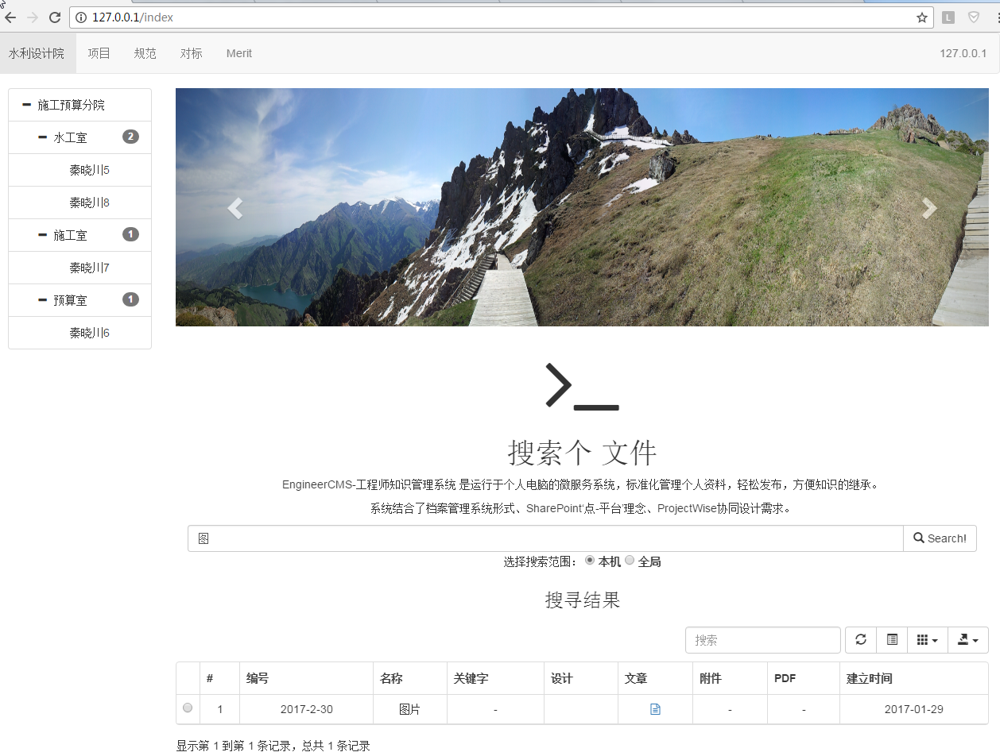 127.0.0.1/index
L
水利设计院 项目 规范 对标 Merit 127.0.0.1
施工预算分院
水工室 2
秦晓川5
秦晓川8
施工室 1
秦晓川7
预算室 1
秦晓川6
搜索个 文件
EngineerCMS-工程师知识管理系统 是运行于个人电脑的微服务系统，标准化管理个人资料，轻松发布，方便知识的继承。
系统结合了档案管理系统形式、SharePoint'点-平台'理念、ProjectWise协同设计需求。
图 Search!
选择搜索范围： 本机 全局
搜寻结果
搜索
# 编号 名称 关键字 设计 文章 附件 PDF 建立时间
1 2017-2-30 图片 - - - 2017-01-29
显示第 1 到第 1 条记录，总共 1 条记录